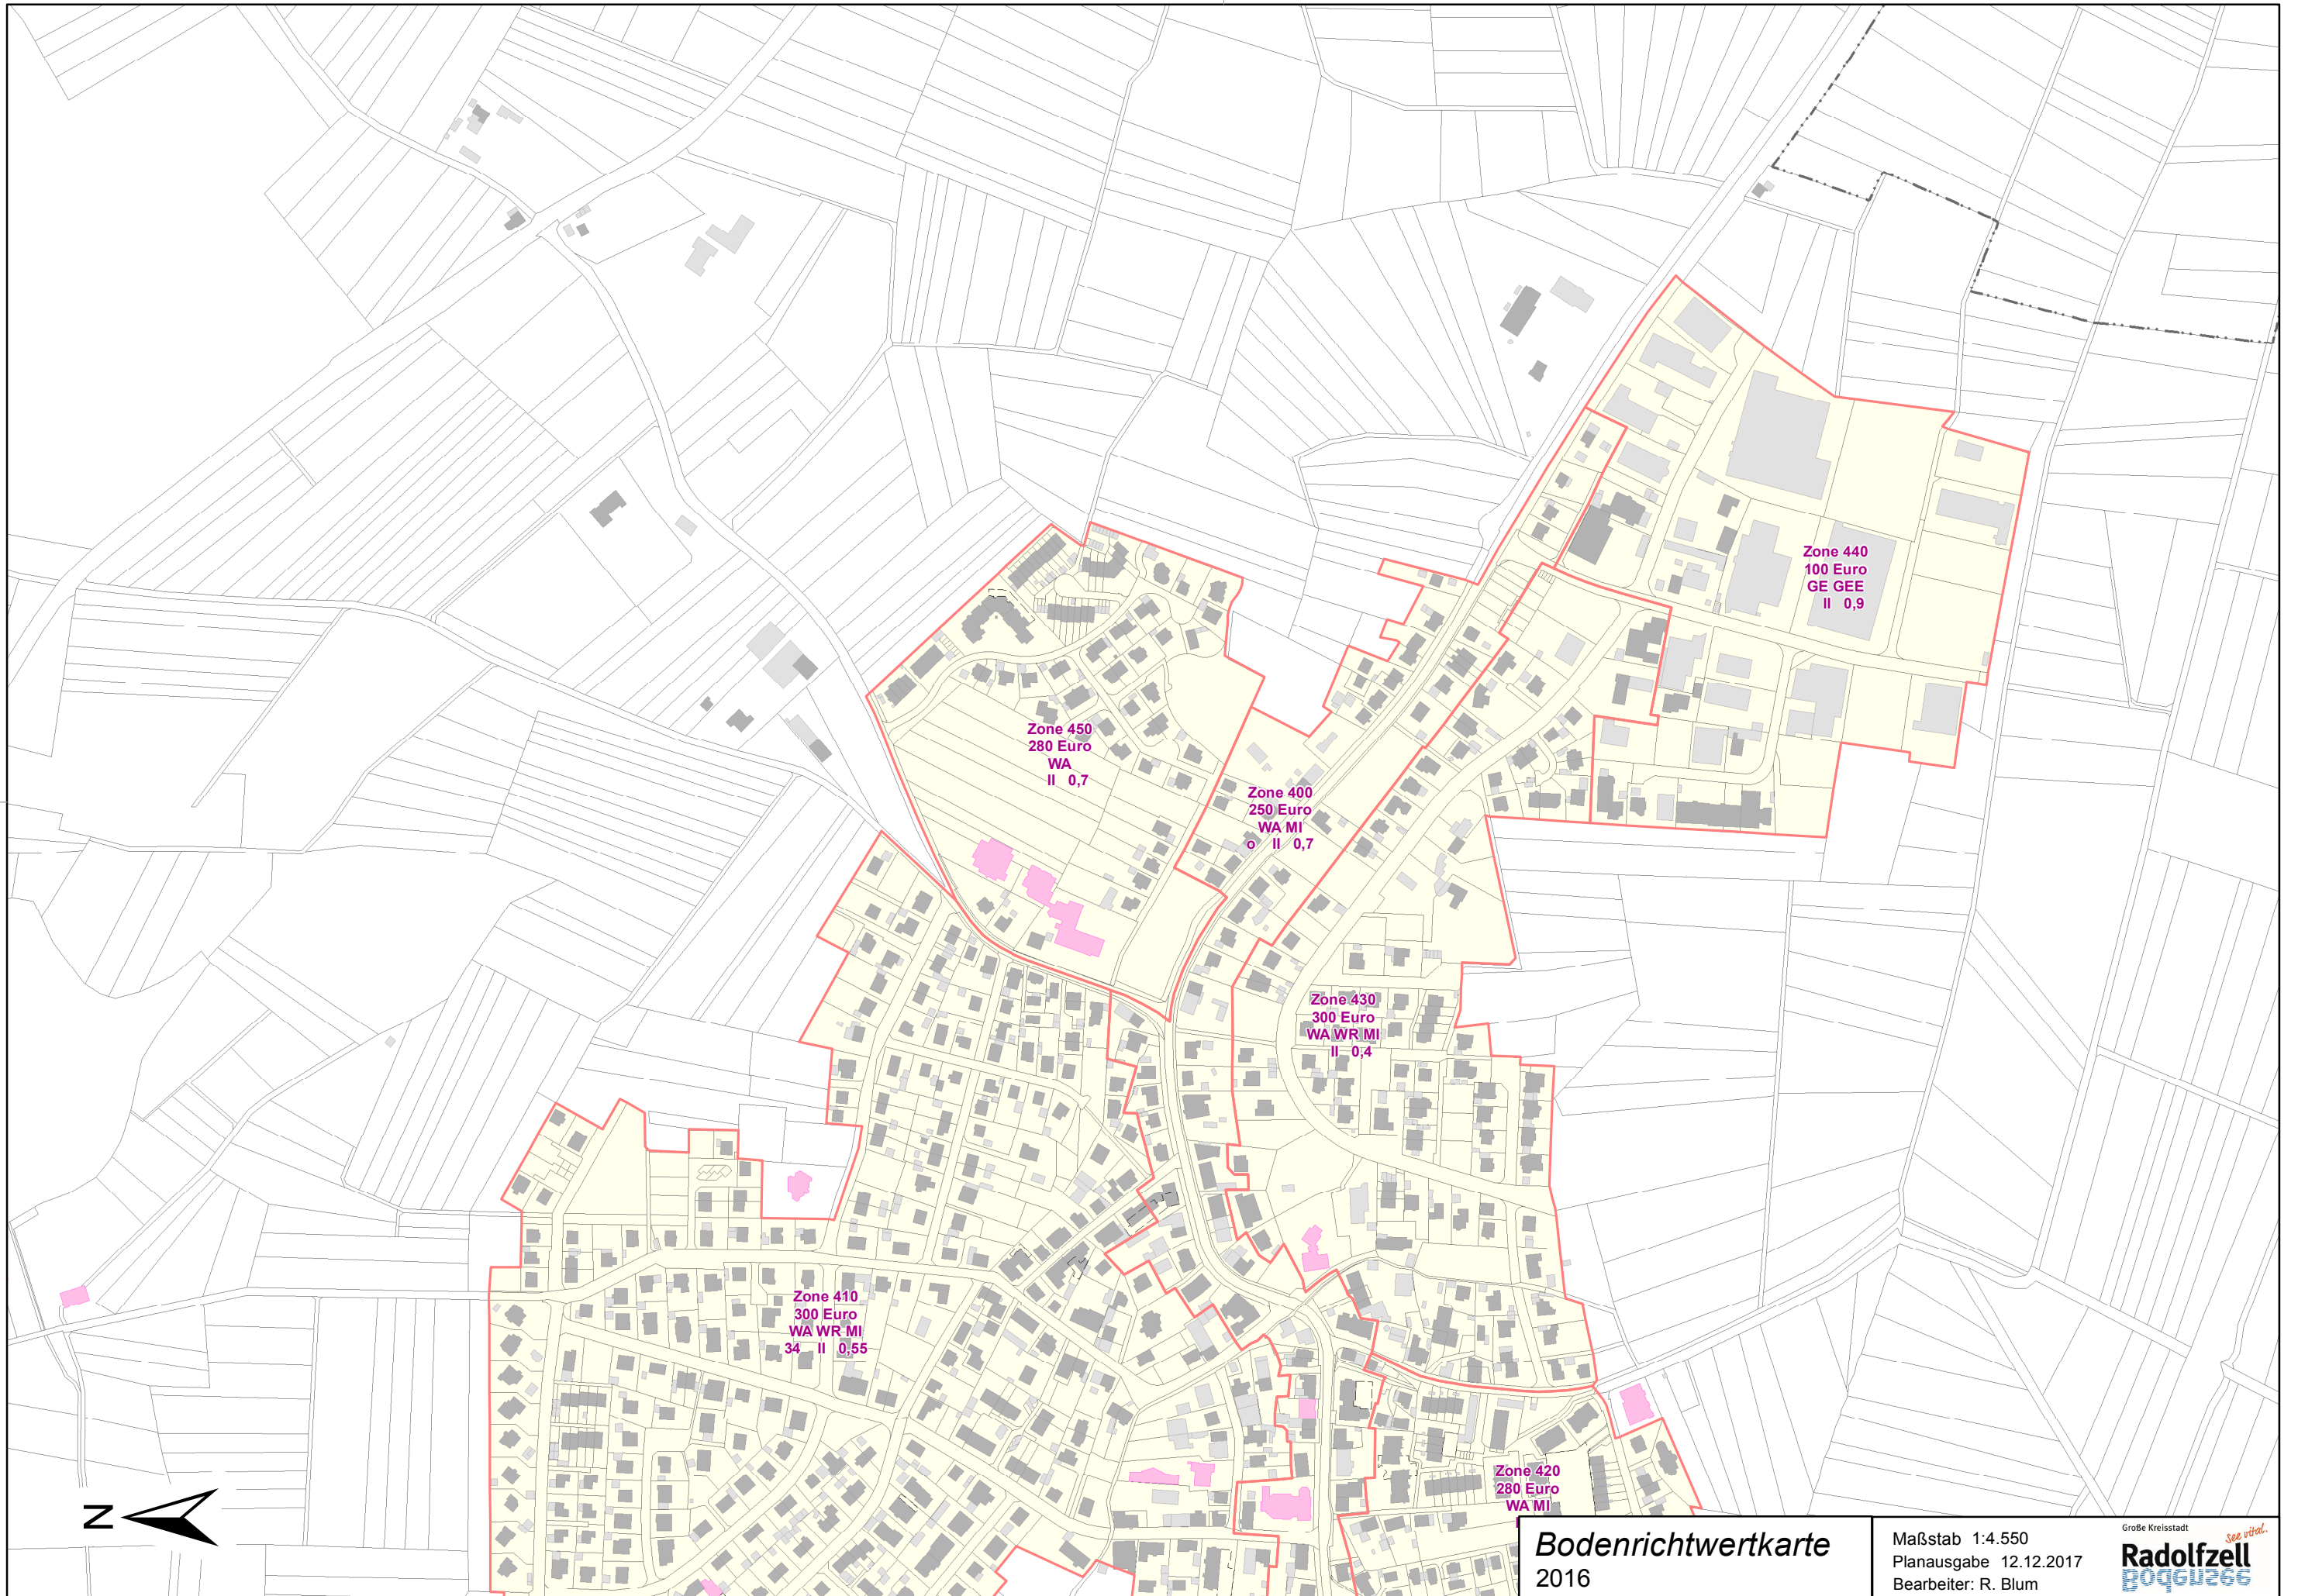 Zone 440
100 Euro
GE GEE
II 0,9
Zone 450
280 Euro
WA
II 0,7
Zone 400
250 Euro
WA MI
o II 0,7
Zone 430
300 Euro
WA WR MI
II 0,4
Zone 410
300 Euro
WA WR MI
34 II 0,55
Zone 420
280 Euro
WA MI
N
Bodenrichtwertkarte
2016
Maßstab 1:4.550
Planausgabe 12.12.2017
Bearbeiter: R. Blum
Große Kreisstadt
see vital.
Radolfzell
Bodensee